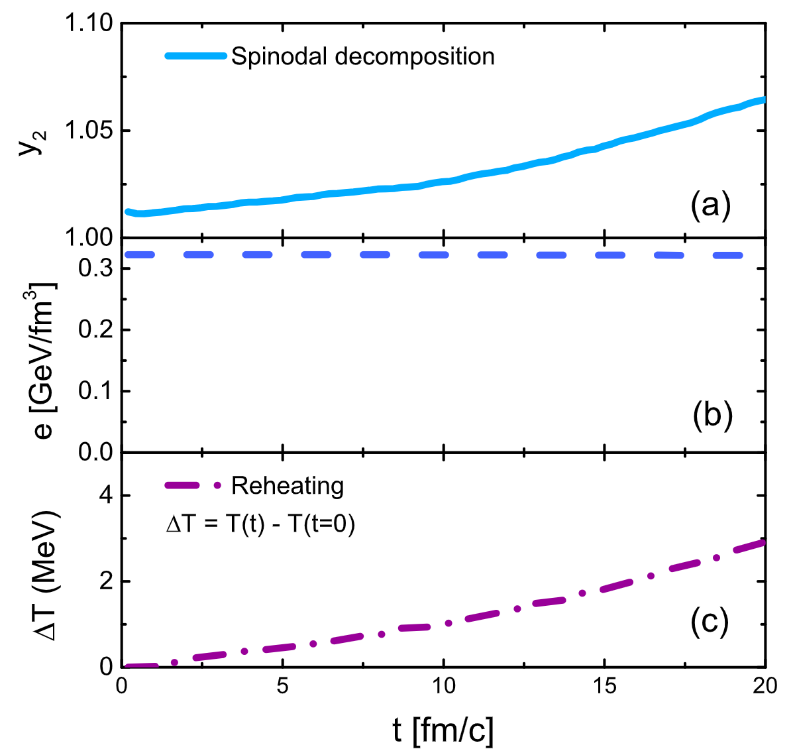 1.10
Spinodal decomposition
1.05
y₂
(a)
1.00
0.3
0.2
e [GeV/fm³]
0.1
(b)
0.0
Reheating
4
ΔT = T(t) - T(t=0)
ΔT (MeV)
2
(c)
0
0 5 10 15 20
t [fm/c]